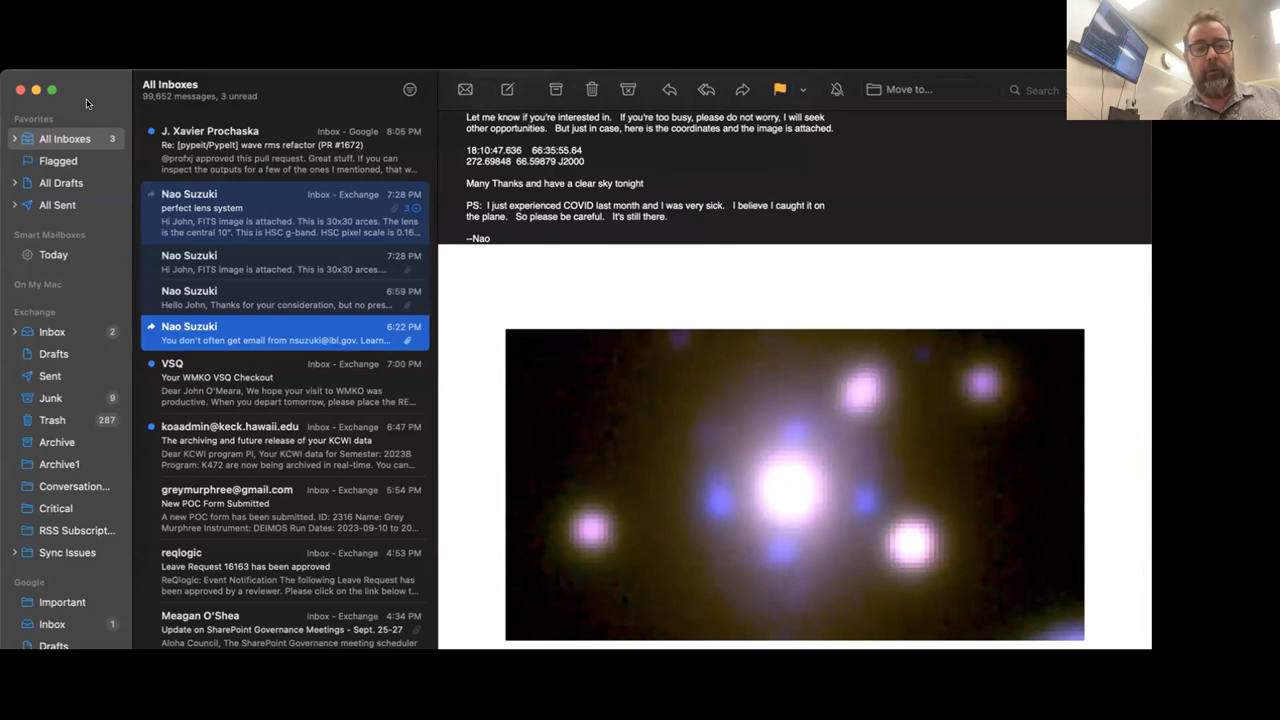 Favorites
All Inboxes 3
Flagged
All Drafts
All Sent
Smart Mailboxes
Today
On My Mac
Exchange
Inbox 2
Drafts
Sent
Junk 9
Trash 287
Archive
Archive1
Conversation...
Critical
RSS Subscript...
Sync Issues
Google
Important
Inbox 1
Drafts
All Inboxes
99,652 messages, 3 unread
J. Xavier Prochaska Inbox - Google 8:05 PM
Re: [pypeit/PypeIt] wave rms refactor (PR #1672)
@profxj approved this pull request. Great stuff. If you can
inspect the outputs for a few of the ones I mentioned, that w...
Nao Suzuki Inbox - Exchange 7:28 PM
perfect lens system 3
Hi John, FITS image is attached. This is 30x30 arces. The lens
is the central 10". This is HSC g-band. HSC pixel scale is 0.16...
Nao Suzuki 7:28 PM
Hi John, FITS image is attached. This is 30x30 arces....
Nao Suzuki 6:59 PM
Hello John, Thanks for your consideration, but no pres...
Nao Suzuki 6:22 PM
You don't often get email from nsuzuki@lbl.gov. Learn...
VSQ Inbox - Exchange 7:00 PM
Your WMKO VSQ Checkout
Dear John O'Meara, We hope your visit to WMKO was
productive. When you depart tomorrow, please place the RE...
koaadmin@keck.hawaii.edu Inbox - Exchange 6:47 PM
The archiving and future release of your KCWI data
Dear KCWI program PI, Your KCWI data for Semester: 2023B
Program: K472 are now being archived in real-time. You can...
greymurphree@gmail.com Inbox - Exchange 5:54 PM
New POC Form Submitted
A new POC form has been submitted. ID: 2316 Name: Grey
Murphree Instrument: DEIMOS Run Dates: 2023-09-10 to 20...
reqlogic Inbox - Exchange 4:53 PM
Leave Request 16163 has been approved
ReQlogic: Event Notification The following Leave Request has
been approved by a reviewer. Please click on the link below t...
Meagan O'Shea Inbox - Exchange 4:34 PM
Update on SharePoint Governance Meetings - Sept. 25-27
Aloha Council, The SharePoint Governance meeting scheduler
Move to...
Search
Let me know if you're interested in. If you're too busy, please do not worry, I will seek
other opportunities. But just in case, here is the coordinates and the image is attached.
18:10:47.636 66:35:55.64
272.69848 66.59879 J2000
Many Thanks and have a clear sky tonight
PS: I just experienced COVID last month and I was very sick. I believe I caught it on
the plane. So please be careful. It's still there.
--Nao